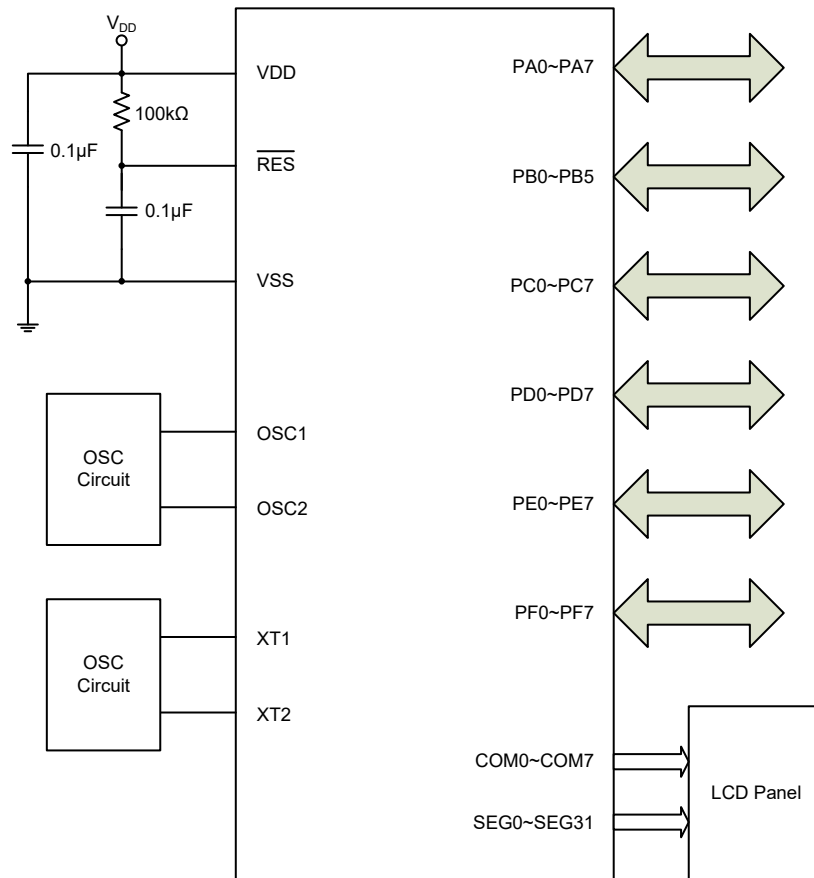 VDD
VDD
100kΩ
0.1µF
RES
0.1µF
VSS
OSC
Circuit
OSC1
OSC2
OSC
Circuit
XT1
XT2
PA0~PA7
PB0~PB5
PC0~PC7
PD0~PD7
PE0~PE7
PF0~PF7
COM0~COM7
SEG0~SEG31
LCD Panel